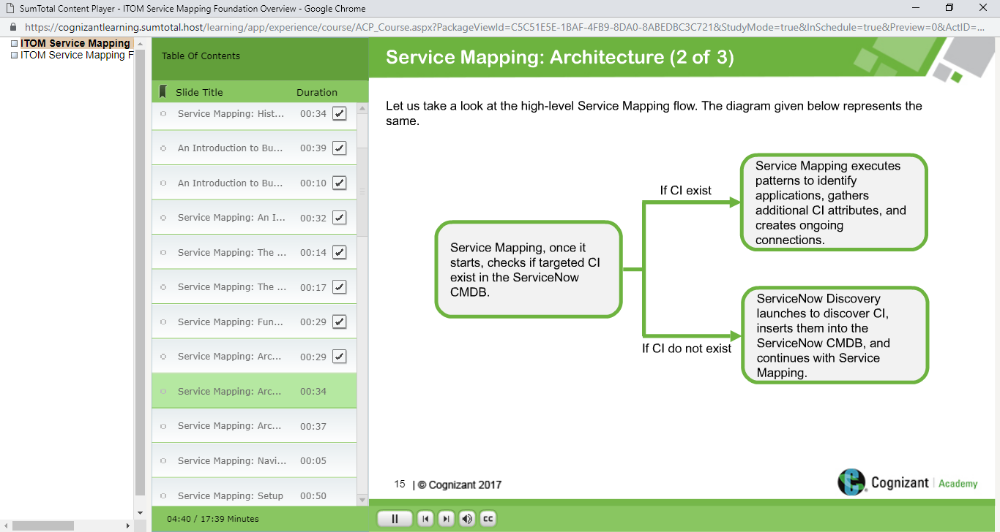 SumTotal Content Player - ITOM Service Mapping Foundation Overview - Google Chrome
https://cognizantlearning.sumtotal.host/learning/app/experience/course/ACP_Course.aspx?PackageViewId=C5C51E5E-1BAF-4FB9-8DA0-8ABEDBC3C721&StudyMode=true&InSchedule=true&Preview=0&ActID=...
ITOM Service Mapping
ITOM Service Mapping F
Table Of Contents
Slide Title Duration
Service Mapping: Hist... 00:34
An Introduction to Bu... 00:39
An Introduction to Bu... 00:10
Service Mapping: An I... 00:32
Service Mapping: The ... 00:14
Service Mapping: The ... 00:17
Service Mapping: Fun... 00:29
Service Mapping: Arc... 00:29
Service Mapping: Arc... 00:34
Service Mapping: Arc... 00:37
Service Mapping: Navi... 00:05
Service Mapping: Setup 00:50
04:40 / 17:39 Minutes
Service Mapping: Architecture (2 of 3)
Let us take a look at the high-level Service Mapping flow. The diagram given below represents the
same.
Service Mapping, once it
starts, checks if targeted CI
exist in the ServiceNow
CMDB.
If CI exist
Service Mapping executes
patterns to identify
applications, gathers
additional CI attributes, and
creates ongoing
connections.
If CI do not exist
ServiceNow Discovery
launches to discover CI,
inserts them into the
ServiceNow CMDB, and
continues with Service
Mapping.
15 | © Cognizant 2017
Cognizant | Academy
CC